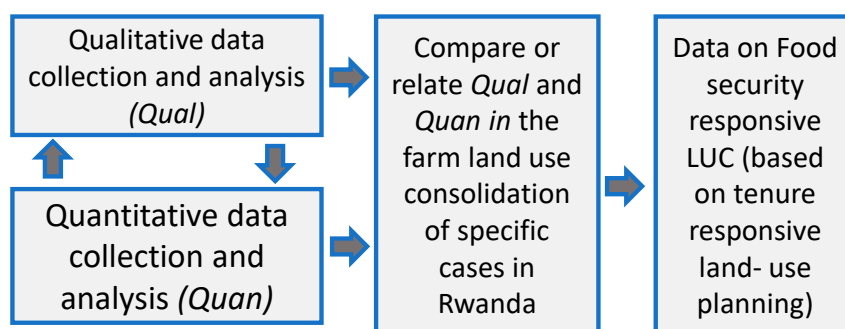 Qualitative data
collection and analysis
(Qual)
Quantitative data
collection and
analysis (Quan)
Compare or
relate Qual and
Quan in the
farm land use
consolidation
of specific
cases in
Rwanda
Data on Food
security
responsive
LUC (based
on tenure
responsive
land- use
planning)